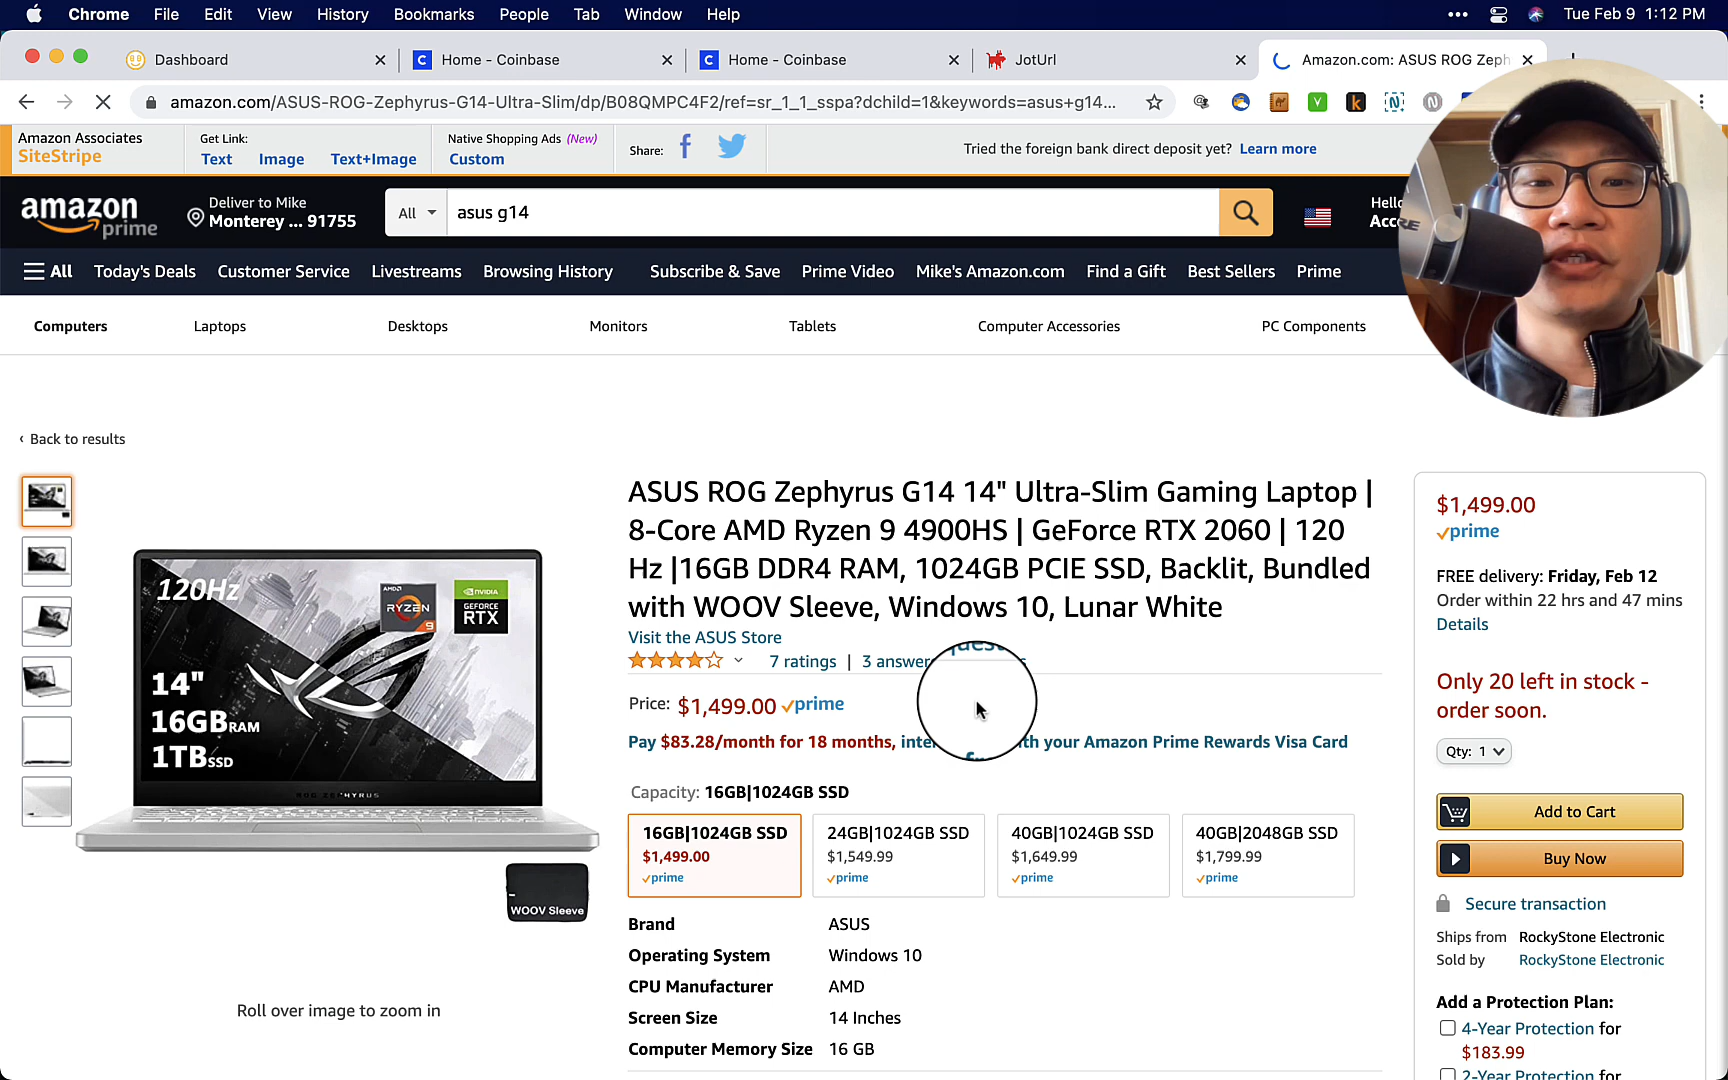 Chrome File Edit View History Bookmarks People Tab Window Help
Tue Feb 9 1:12 PM
Dashboard
Home - Coinbase
Home - Coinbase
JotUrl
Amazon.com: ASUS ROG Zeph
amazon.com/ASUS-ROG-Zephyrus-G14-Ultra-Slim/dp/B08QMPC4F2/ref=sr_1_1_sspa?dchild=1&keywords=asus+g14...
Amazon Associates
SiteStripe
Get Link:
Text Image Text+Image
Native Shopping Ads (New)
Custom
Share:
Tried the foreign bank direct deposit yet? Learn more
amazon
prime
Deliver to Mike
Monterey ... 91755
All
asus g14
Hello
Acc
All Today's Deals Customer Service Livestreams Browsing History Subscribe & Save Prime Video Mike's Amazon.com Find a Gift Best Sellers Prime
Computers Laptops Desktops Monitors Tablets Computer Accessories PC Components
‹ Back to results
120Hz
AMD
RYZEN
9
NVIDIA
GEFORCE
RTX
14"
16GB RAM
1TB SSD
ROG ZEPHYRUS
WOOV Sleeve
Roll over image to zoom in
ASUS ROG Zephyrus G14 14" Ultra-Slim Gaming Laptop |
8-Core AMD Ryzen 9 4900HS | GeForce RTX 2060 | 120
Hz |16GB DDR4 RAM, 1024GB PCIE SSD, Backlit, Bundled
with WOOV Sleeve, Windows 10, Lunar White
Visit the ASUS Store
7 ratings | 3 answer
Price: $1,499.00 prime
Pay $83.28/month for 18 months, inte th your Amazon Prime Rewards Visa Card
Capacity: 16GB|1024GB SSD
16GB|1024GB SSD
$1,499.00
prime
24GB|1024GB SSD
$1,549.99
prime
40GB|1024GB SSD
$1,649.99
prime
40GB|2048GB SSD
$1,799.99
prime
Brand ASUS
Operating System Windows 10
CPU Manufacturer AMD
Screen Size 14 Inches
Computer Memory Size 16 GB
$1,499.00
prime
FREE delivery: Friday, Feb 12
Order within 22 hrs and 47 mins
Details
Only 20 left in stock -
order soon.
Qty: 1
Add to Cart
Buy Now
Secure transaction
Ships from RockyStone Electronic
Sold by RockyStone Electronic
Add a Protection Plan:
4-Year Protection for
$183.99
2-Year Protection for